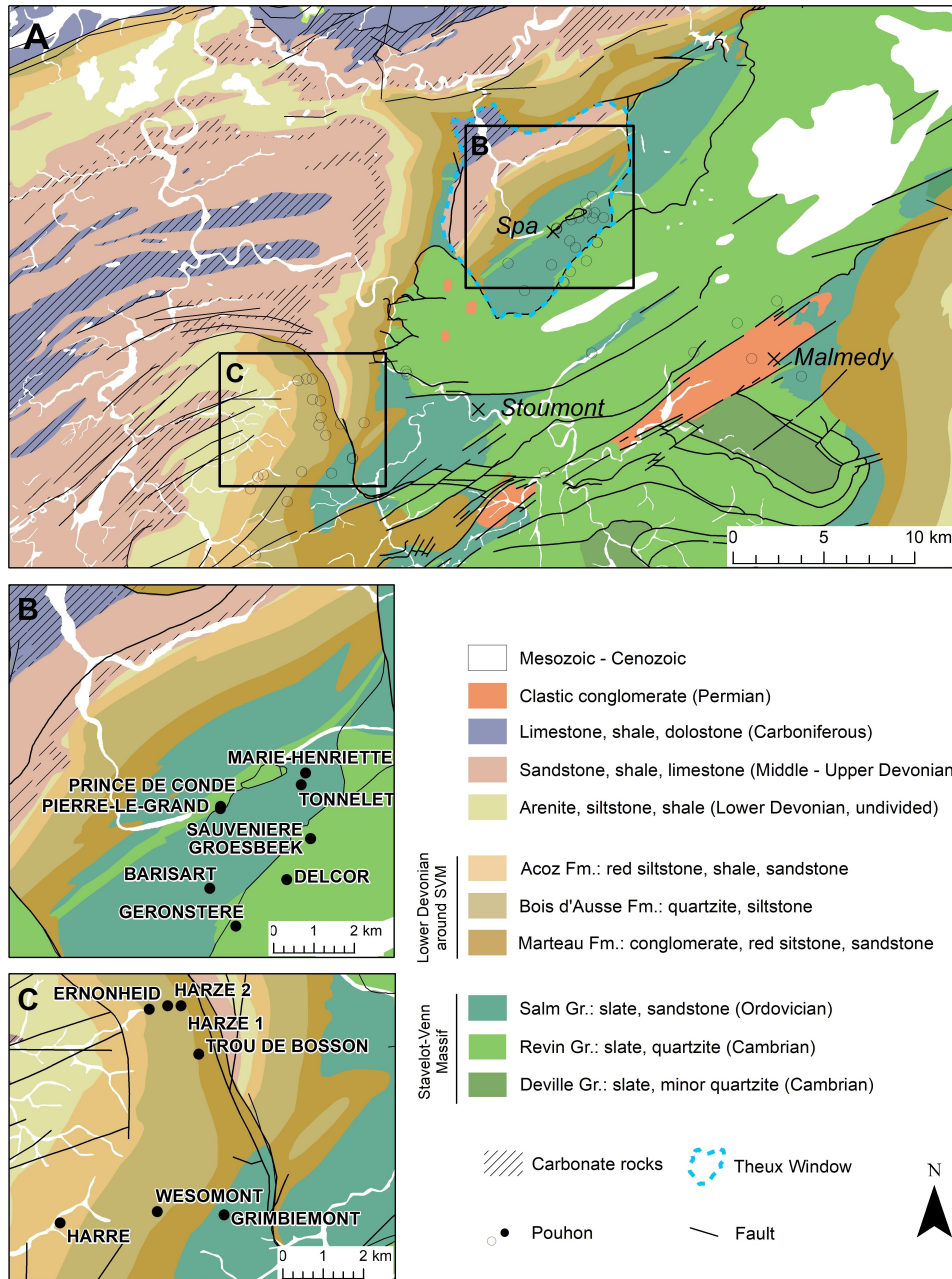 A
B
Spa
Malmedy
C
Stoumont
0 5 10 km
B
MARIE-HENRIETTE
PRINCE DE CONDE
TONNELET
PIERRE-LE-GRAND
SAUVENIERE
GROESBEEK
BARISART
DELCOR
GERONSTERE
0 1 2 km
C
ERNONHEID
HARZE 2
HARZE 1
TROU DE BOSSON
WESOMONT
GRIMBIEMONT
HARRE
0 1 2 km
Mesozoic - Cenozoic
Clastic conglomerate (Permian)
Limestone, shale, dolostone (Carboniferous)
Sandstone, shale, limestone (Middle - Upper Devonian
Arenite, siltstone, shale (Lower Devonian, undivided)
Lower Devonian
around SVM
Acoz Fm.: red siltstone, shale, sandstone
Bois d'Ausse Fm.: quartzite, siltstone
Marteau Fm.: conglomerate, red sitstone, sandstone
Stavelot-Venn
Massif
Salm Gr.: slate, sandstone (Ordovician)
Revin Gr.: slate, quartzite (Cambrian)
Deville Gr.: slate, minor quartzite (Cambrian)
Carbonate rocks
Theux Window
Pouhon
Fault
N